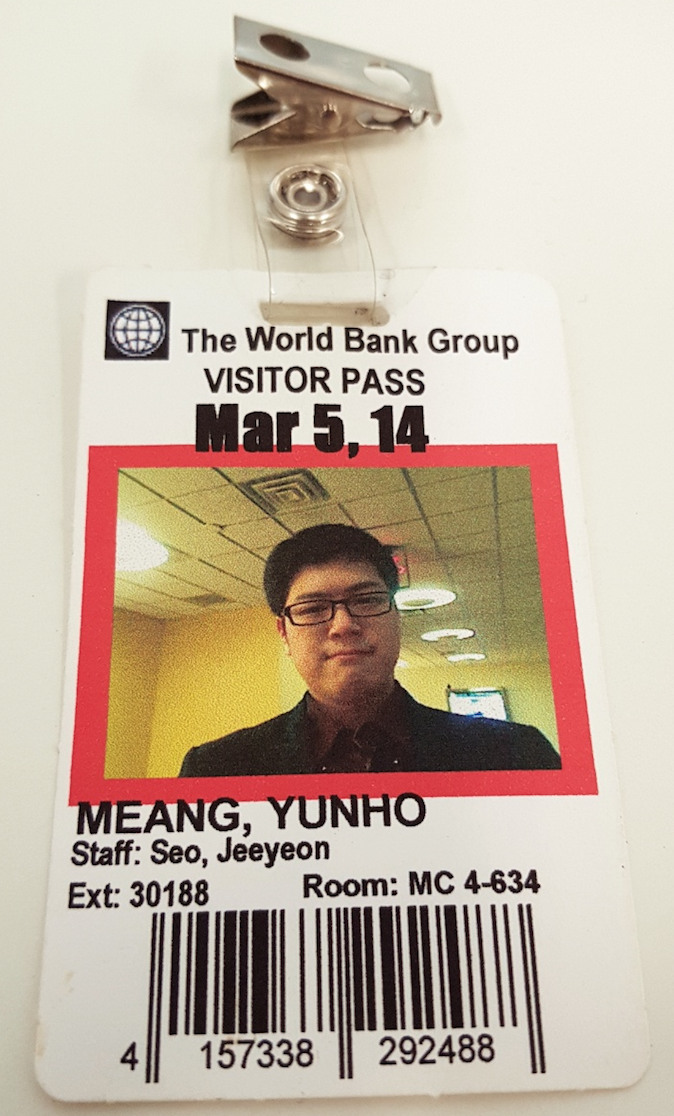 The World Bank Group
VISITOR PASS
Mar 5, 14
MEANG, YUNHO
Staff: Seo, Jeeyeon
Ext: 30188 Room: MC 4-634
4 157338 292488